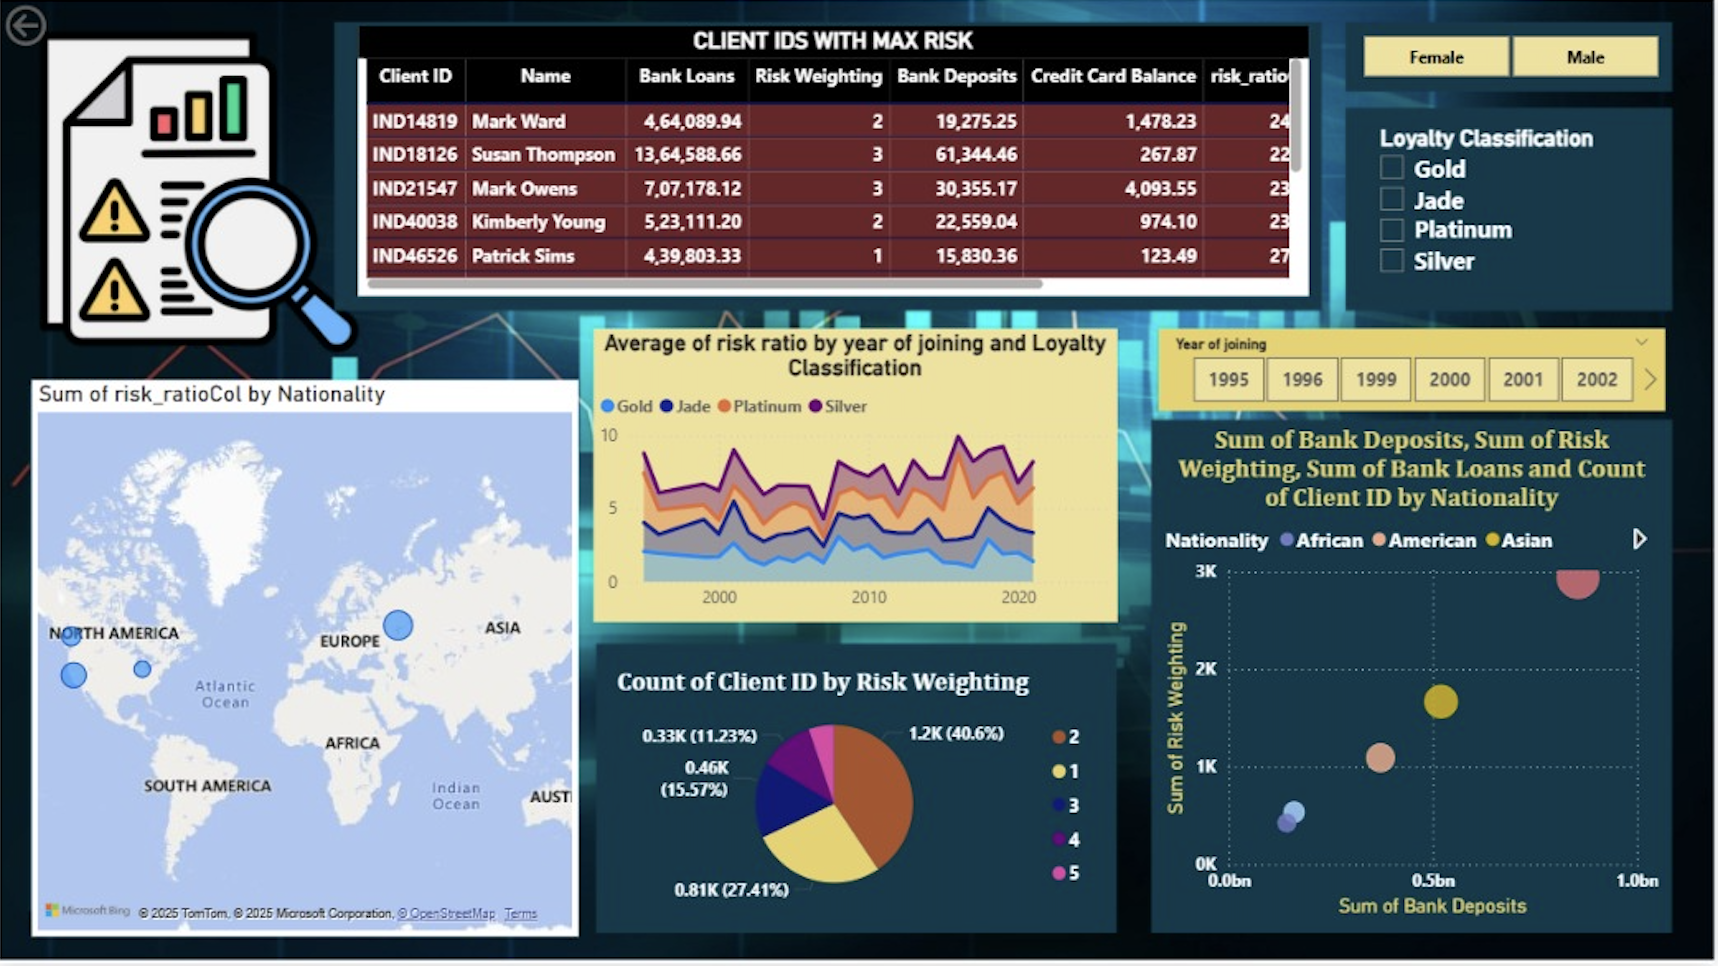 CLIENT IDS WITH MAX RISK
Client ID Name Bank Loans Risk Weighting Bank Deposits Credit Card Balance risk_ratio
IND14819 Mark Ward 4,64,089.94 2 19,275.25 1,478.23 24
IND18126 Susan Thompson 13,64,588.66 3 61,344.46 267.87 22
IND21547 Mark Owens 7,07,178.12 3 30,355.17 4,093.55 23
IND40038 Kimberly Young 5,23,111.20 2 22,559.04 974.10 23
IND46526 Patrick Sims 4,39,803.33 1 15,830.36 123.49 27
Female Male
Loyalty Classification
Gold
Jade
Platinum
Silver
Sum of risk_ratioCol by Nationality
NORTH AMERICA
EUROPE
ASIA
Atlantic
Ocean
AFRICA
SOUTH AMERICA
Indian
Ocean
AUST
Microsoft Bing © 2025 TomTom, © 2025 Microsoft Corporation, © OpenStreetMap Terms
Average of risk ratio by year of joining and Loyalty
Classification
Gold Jade Platinum Silver
10
5
0
2000 2010 2020
Year of joining
1995 1996 1999 2000 2001 2002
Count of Client ID by Risk Weighting
0.33K (11.23%)
1.2K (40.6%)
0.46K
(15.57%)
0.81K (27.41%)
2
1
3
4
5
Sum of Bank Deposits, Sum of Risk
Weighting, Sum of Bank Loans and Count
of Client ID by Nationality
Nationality African American Asian
3K
2K
1K
0K
Sum of Risk Weighting
0.0bn 0.5bn 1.0bn
Sum of Bank Deposits